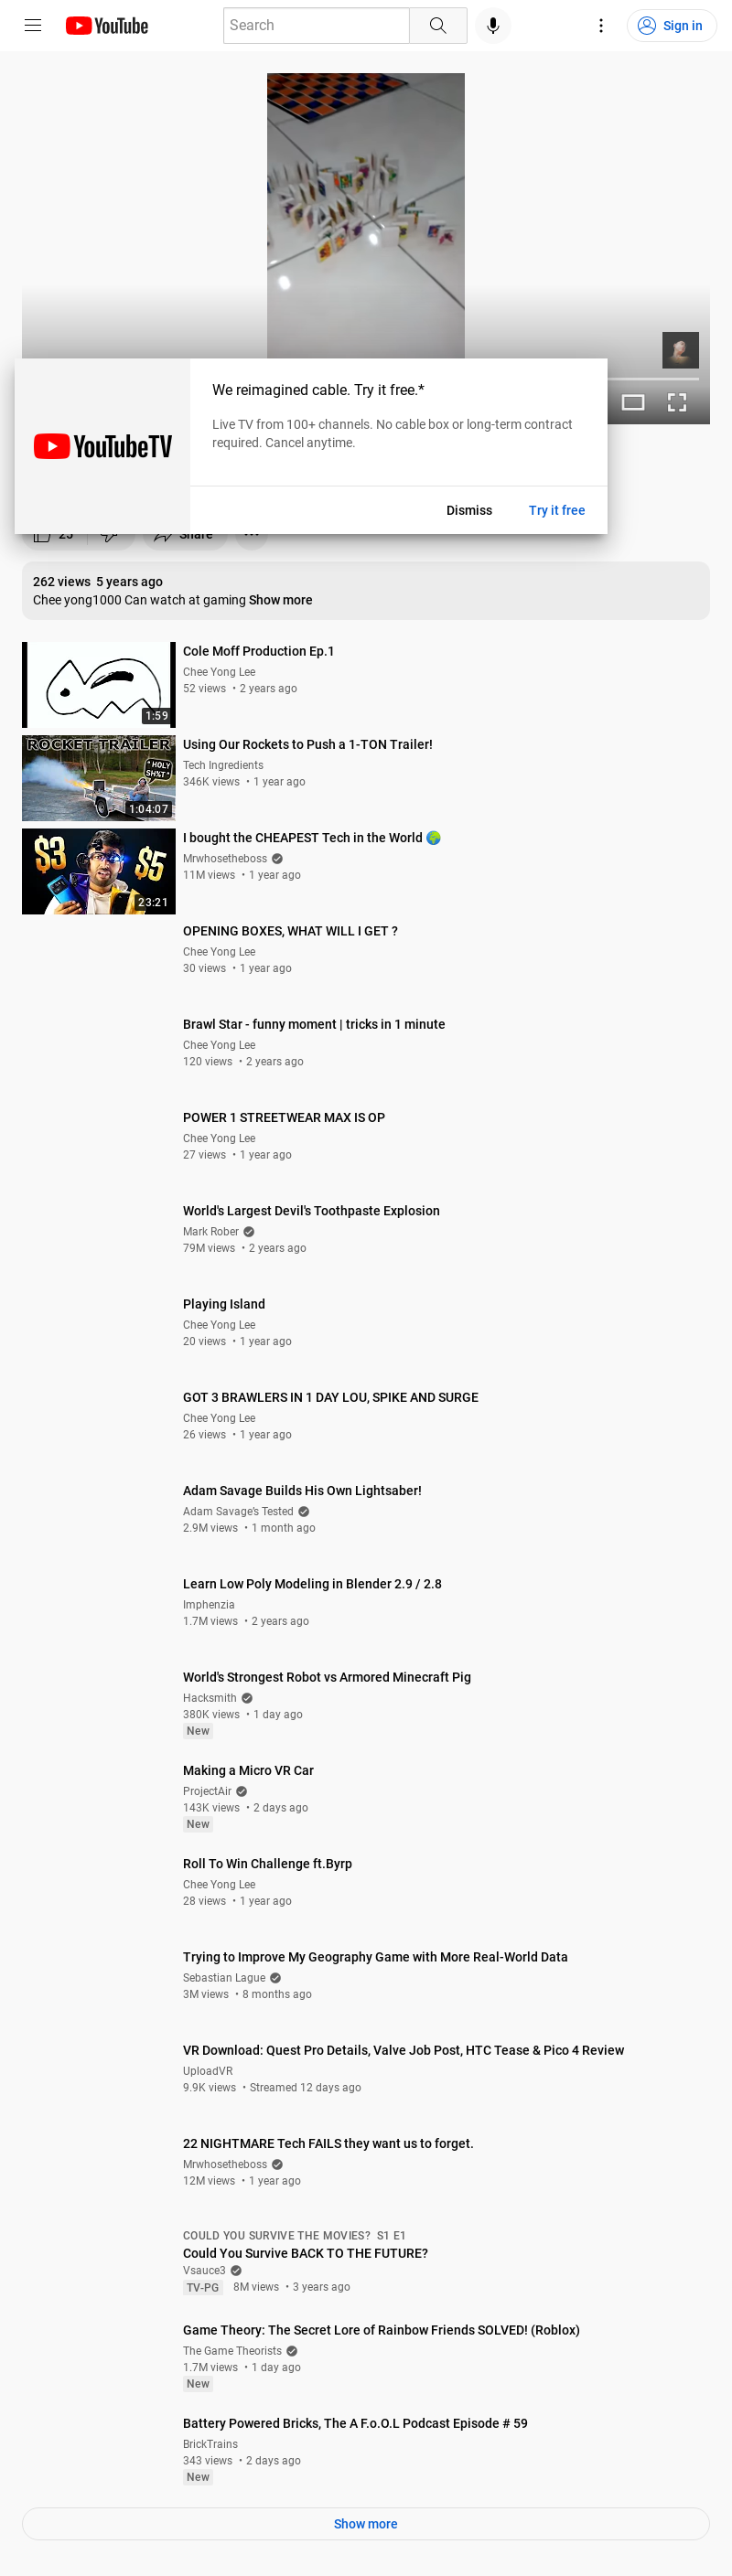 YouTube
Search
Sign in
We reimagined cable. Try it free.*
YouTubeTV
Live TV from 100+ channels. No cable box or long-term contract
required. Cancel anytime.
Dismiss
Try it free
25
Share
262 views 5 years ago
Chee yong1000 Can watch at gaming Show more
Cole Moff Production Ep.1
Chee Yong Lee
52 views • 2 years ago
1:59
ROCKET TRAILER
"HOLY
SH%T"
1:04:07
Using Our Rockets to Push a 1-TON Trailer!
Tech Ingredients
346K views • 1 year ago
$3
$5
23:21
I bought the CHEAPEST Tech in the World 🌍
Mrwhosetheboss
11M views • 1 year ago
OPENING BOXES, WHAT WILL I GET ?
Chee Yong Lee
30 views • 1 year ago
Brawl Star - funny moment | tricks in 1 minute
Chee Yong Lee
120 views • 2 years ago
POWER 1 STREETWEAR MAX IS OP
Chee Yong Lee
27 views • 1 year ago
World's Largest Devil's Toothpaste Explosion
Mark Rober
79M views • 2 years ago
Playing Island
Chee Yong Lee
20 views • 1 year ago
GOT 3 BRAWLERS IN 1 DAY LOU, SPIKE AND SURGE
Chee Yong Lee
26 views • 1 year ago
Adam Savage Builds His Own Lightsaber!
Adam Savage's Tested
2.9M views • 1 month ago
Learn Low Poly Modeling in Blender 2.9 / 2.8
Imphenzia
1.7M views • 2 years ago
World's Strongest Robot vs Armored Minecraft Pig
Hacksmith
380K views • 1 day ago
New
Making a Micro VR Car
ProjectAir
143K views • 2 days ago
New
Roll To Win Challenge ft.Byrp
Chee Yong Lee
28 views • 1 year ago
Trying to Improve My Geography Game with More Real-World Data
Sebastian Lague
3M views • 8 months ago
VR Download: Quest Pro Details, Valve Job Post, HTC Tease & Pico 4 Review
UploadVR
9.9K views • Streamed 12 days ago
22 NIGHTMARE Tech FAILS they want us to forget.
Mrwhosetheboss
12M views • 1 year ago
COULD YOU SURVIVE THE MOVIES? S1 E1
Could You Survive BACK TO THE FUTURE?
Vsauce3
TV-PG 8M views • 3 years ago
Game Theory: The Secret Lore of Rainbow Friends SOLVED! (Roblox)
The Game Theorists
1.7M views • 1 day ago
New
Battery Powered Bricks, The A F.o.O.L Podcast Episode # 59
BrickTrains
343 views • 2 days ago
New
Show more